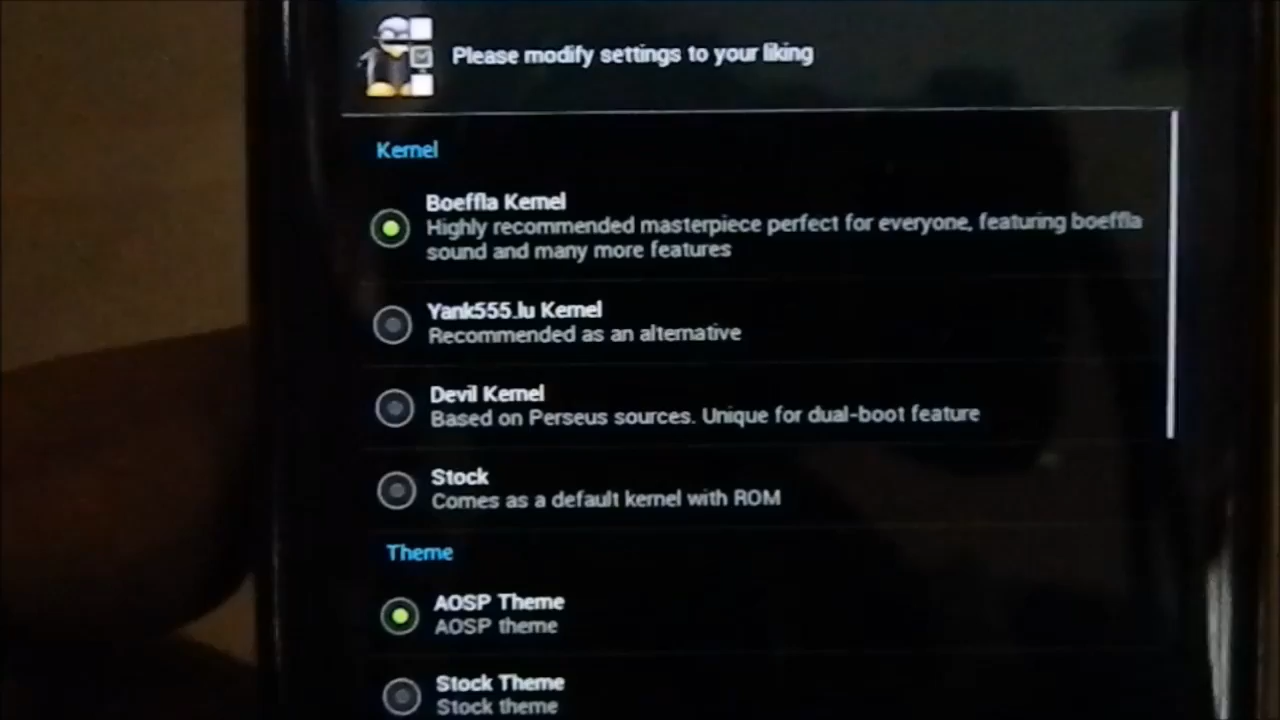 Please modify settings to your liking
Kernel
Boeffla Kernel
Highly recommended masterpiece perfect for everyone, featuring boeffla
sound and many more features
Yank555.lu Kernel
Recommended as an alternative
Devil Kernel
Based on Perseus sources. Unique for dual-boot feature
Stock
Comes as a default kernel with ROM
Theme
AOSP Theme
AOSP theme
Stock Theme
Stock theme